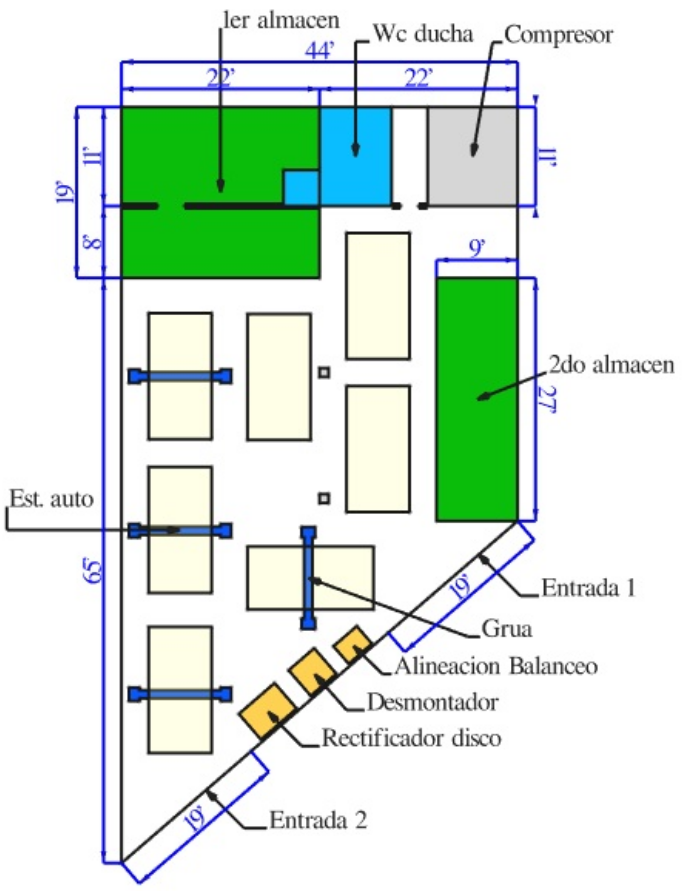 1er almacen
Wc ducha
Compresor
44'
22'
22'
11'
19'
8'
11'
9'
2do almacen
27'
Est. auto
65'
Entrada 1
19'
Grua
Alineacion Balanceo
Desmontador
Rectificador disco
Entrada 2
19'